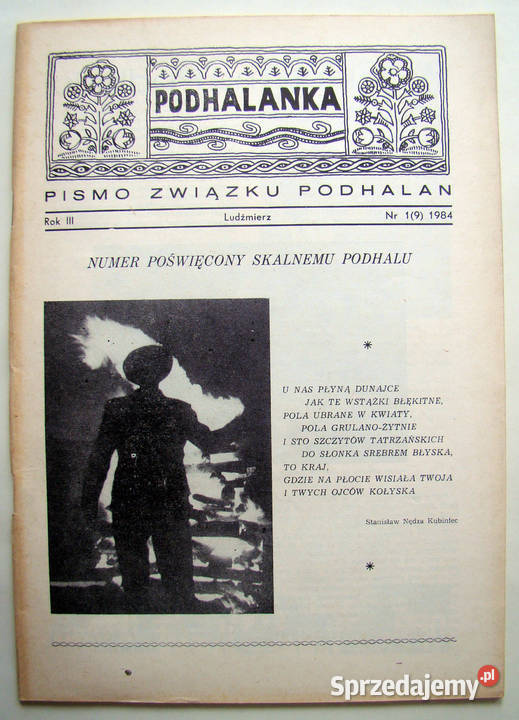 PODHALANKA
PISMO ZWIĄZKU PODHALAN
Rok III Ludźmierz Nr 1(9) 1984
NUMER POŚWIĘCONY SKALNEMU PODHALU
*
U NAS PŁYNĄ DUNAJCE
JAK TE WSTĄŻKI BŁĘKITNE,
POLA UBRANE W KWIATY,
POLA GRULANO-ŻYTNIE
I STO SZCZYTÓW TATRZAŃSKICH
DO SŁONKA SREBREM BŁYSKA,
TO KRAJ,
GDZIE NA PŁOCIE WISIAŁA TWOJA
I TWYCH OJCÓW KOŁYSKA
Stanisław Nędza Kubiniec
*
Sprzedajemy.pl